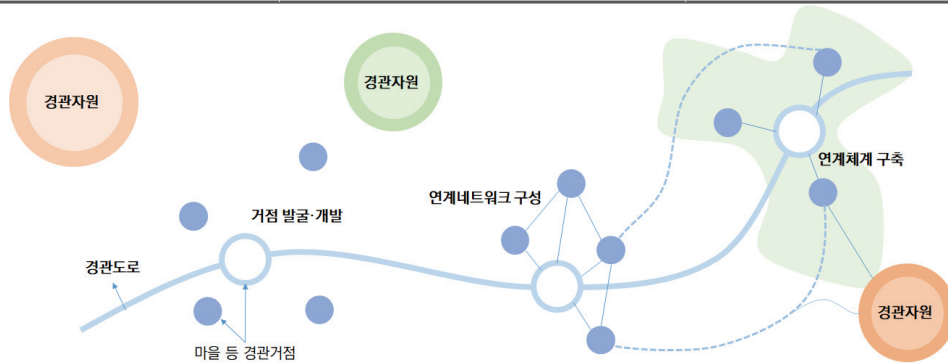 경관자원
경관자원
연계체계 구축
연계네트워크 구성
거점 발굴·개발
경관도로
경관자원
마을 등 경관거점